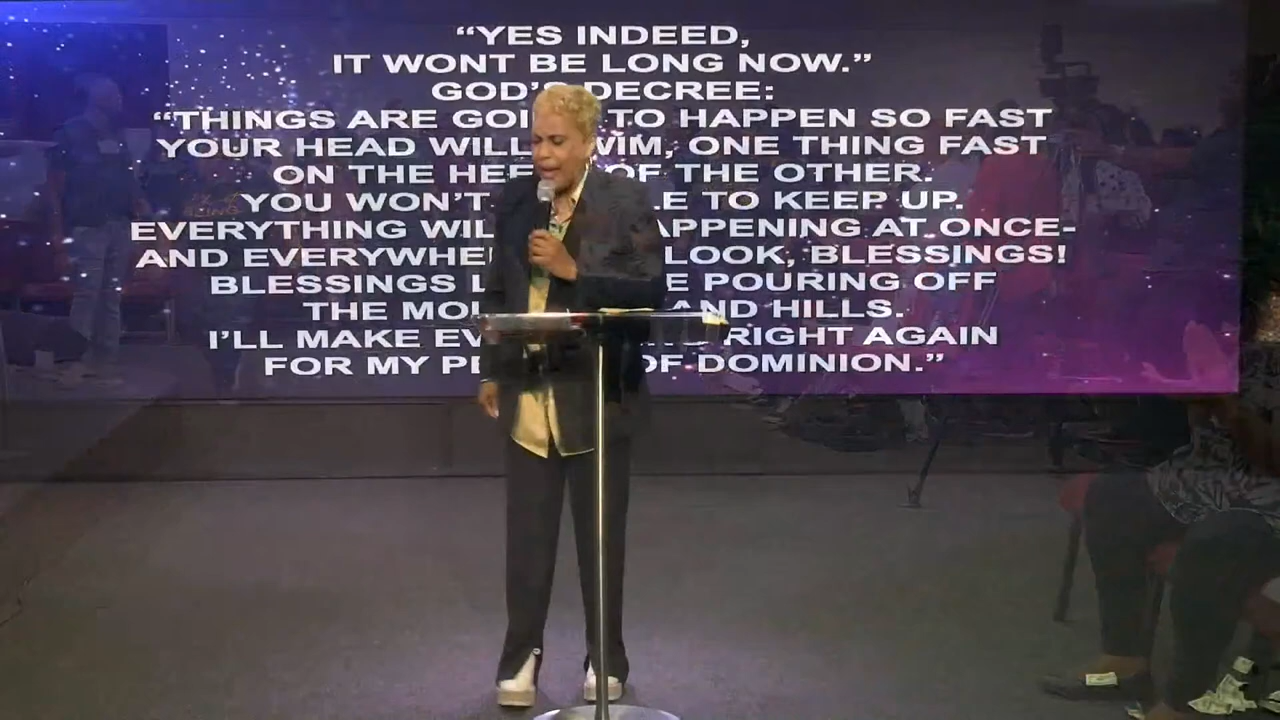 “YES INDEED,
IT WONT BE LONG NOW.”
GOD’S DECREE:
“THINGS ARE GOI TO HAPPEN SO FAST
YOUR HEAD WILL WIM, ONE THING FAST
ON THE HEE OF THE OTHER.
YOU WON’T LE TO KEEP UP.
EVERYTHING WIL APPENING AT ONCE-
AND EVERYWHE LOOK, BLESSINGS!
BLESSINGS L E POURING OFF
THE MOU AND HILLS.
I’LL MAKE EV RIGHT AGAIN
FOR MY PE OF DOMINION.”